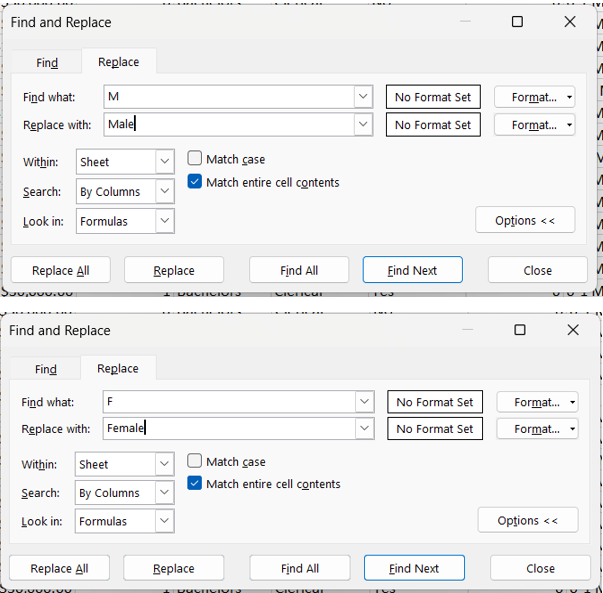 Find and Replace
Find Replace
Find what: M No Format Set Format...
Replace with: Male No Format Set Format...
Within: Sheet Match case
Match entire cell contents
Search: By Columns
Look in: Formulas
Options <<
Replace All Replace Find All Find Next Close
$30,000.00 1 Bachelors Clerical Yes 0 0 1 M
Find and Replace
Find Replace
Find what: F No Format Set Format...
Replace with: Female No Format Set Format...
Within: Sheet Match case
Search: By Columns Match entire cell contents
Look in: Formulas
Options <<
Replace All Replace Find All Find Next Close